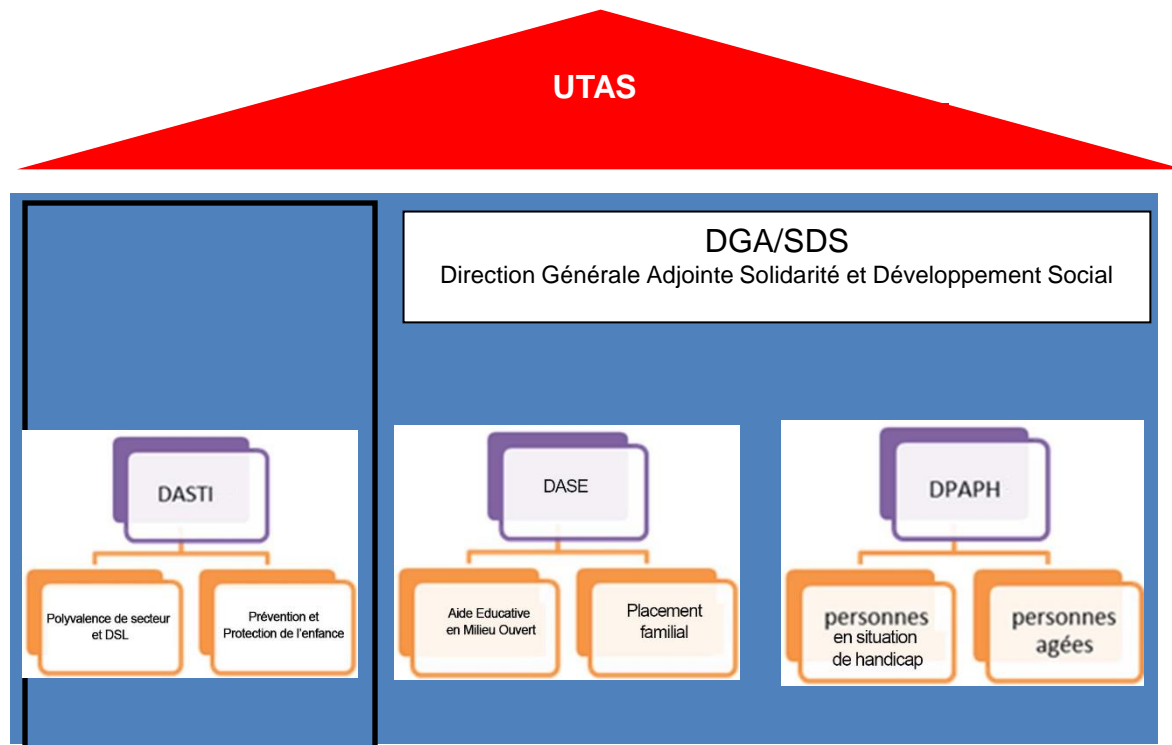 UTAS
DGA/SDS
Direction Générale Adjointe Solidarité et Développement Social
DASTI
Polyvalence de secteur
et DSL
Prévention et
Protection de l'enfance
DASE
Aide Educative
en Milieu Ouvert
Placement
familial
DPAPH
personnes
en situation
de handicap
personnes
agées